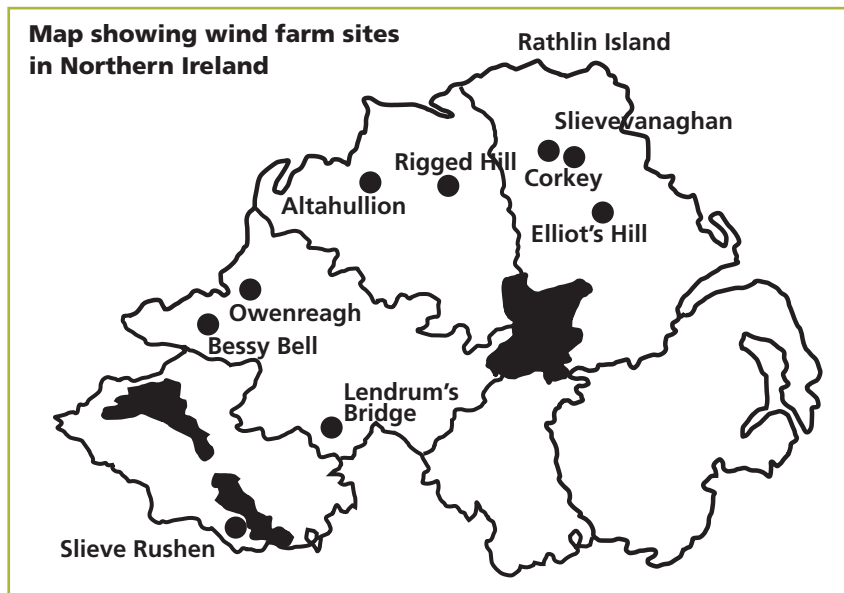 Map showing wind farm sites
in Northern Ireland
Rathlin Island
Slievevanaghan
Rigged Hill
Corkey
Altahullion
Elliot's Hill
Owenreagh
Bessy Bell
Lendrum's
Bridge
Slieve Rushen